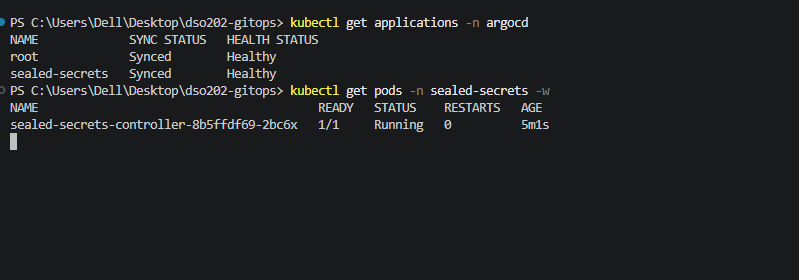 PS C:\Users\Dell\Desktop\dso202-gitops> kubectl get applications -n argocd
NAME             SYNC STATUS   HEALTH STATUS
root             Synced        Healthy
sealed-secrets   Synced        Healthy
PS C:\Users\Dell\Desktop\dso202-gitops> kubectl get pods -n sealed-secrets -w
NAME                                        READY   STATUS    RESTARTS   AGE
sealed-secrets-controller-8b5ffdf69-2bc6x   1/1     Running   0          5m1s